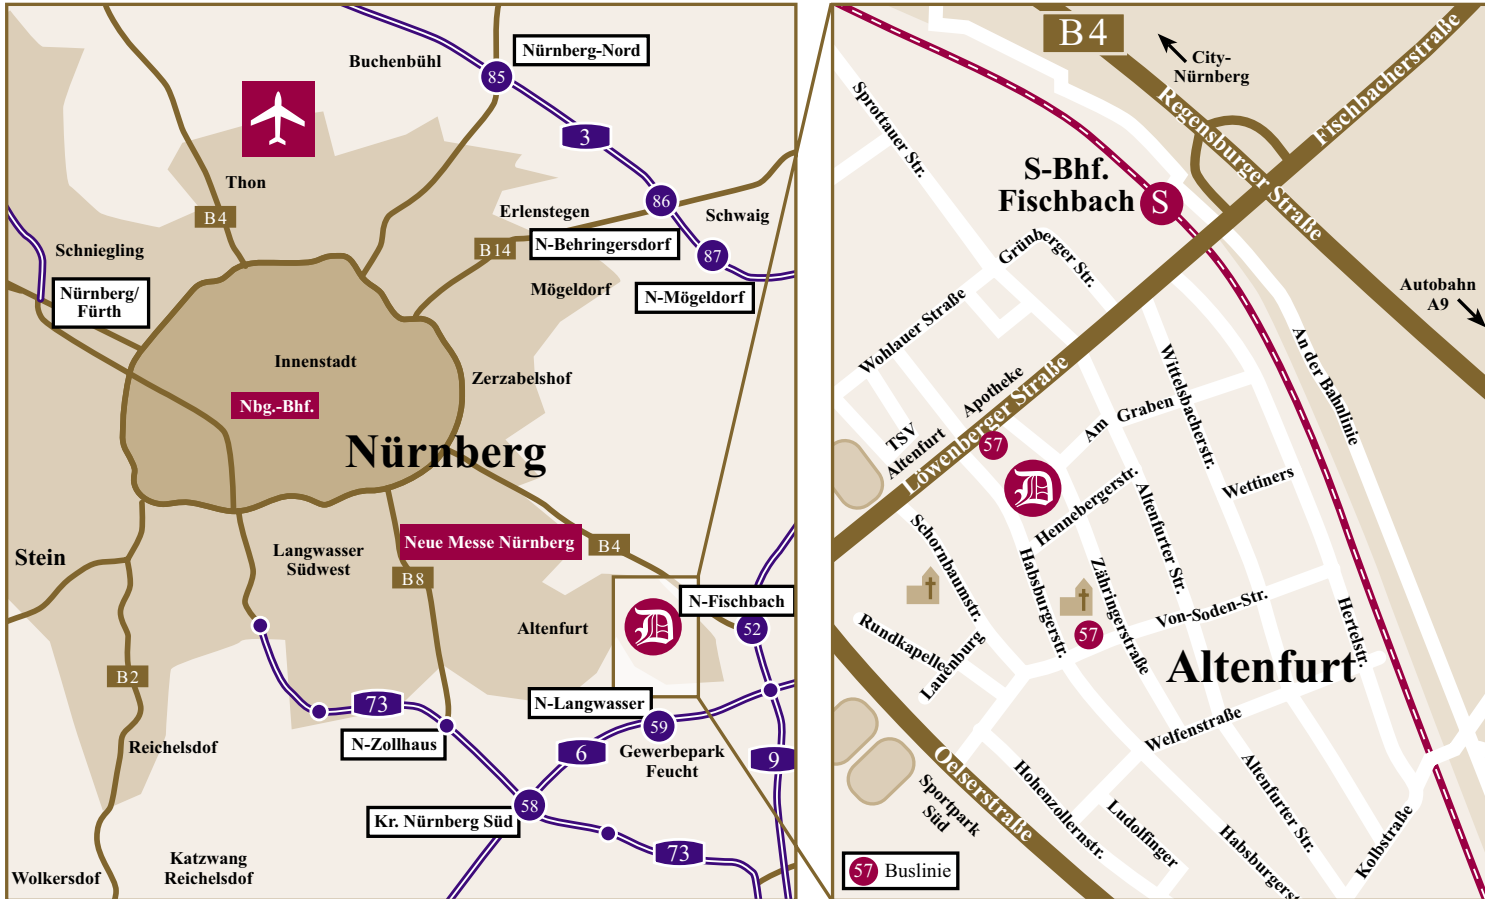 Buchenbühl
Nürnberg-Nord
85
3
Thon
B4
86
Erlenstegen
Schwaig
B14
N-Behringersdorf
87
Schniegling
Mögeldorf
N-Mögeldorf
Nürnberg/
Fürth
Innenstadt
Zerzabelshof
Nbg.-Bhf.
Nürnberg
Neue Messe Nürnberg
B4
Stein
Langwasser
Südwest
B8
N-Fischbach
Altenfurt
D
52
B2
N-Langwasser
73
59
N-Zollhaus
6
Gewerbepark
Feucht
9
Reichelsdof
58
Kr. Nürnberg Süd
73
Katzwang
Reichelsdof
Wolkersdof
B4
City-
Nürnberg
Fischbacherstraße
Regensburger Straße
Sprottauer Str.
S-Bhf.
Fischbach
S
Grünberger Str.
Autobahn
A9
Wohlauer Straße
An der Bahnlinie
Wittelsbacherstr.
Apotheke
Löwenberger Straße
TSV
Altenfurt
57
Am Graben
D
Wettiners
Hennebergerstr.
Altenfurter Str.
Schornbaumstr.
Habsburgerstr.
Zähringerstraße
57
Von-Soden-Str.
Hertelstr.
Rundkapelle
Lauenburg
Altenfurt
Welfenstraße
Oelserstraße
Sportpark
Süd
Hohenzollernstr.
Ludolfinger
Altenfurter Str.
Habsburgerst
Kolbstraße
57 Buslinie